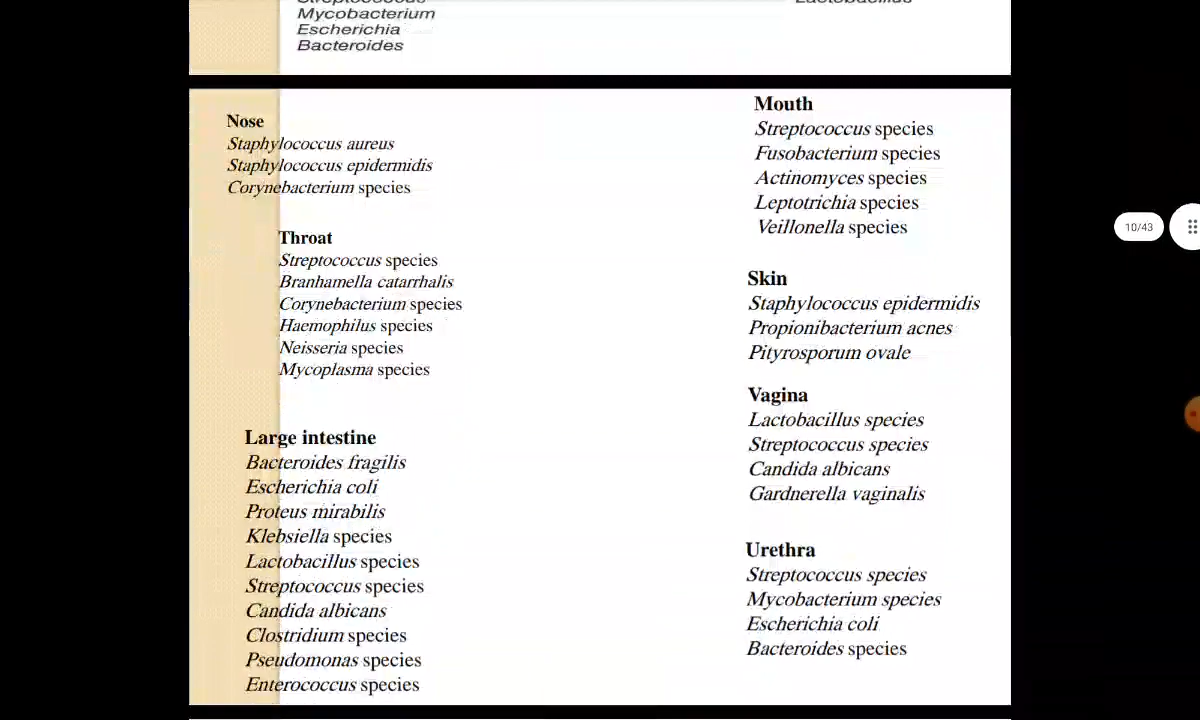 Mycobacterium
Escherichia
Bacteroides
Nose
Staphylococcus aureus
Staphylococcus epidermidis
Corynebacterium species
Throat
Streptococcus species
Branhamella catarrhalis
Corynebacterium species
Haemophilus species
Neisseria species
Mycoplasma species
Large intestine
Bacteroides fragilis
Escherichia coli
Proteus mirabilis
Klebsiella species
Lactobacillus species
Streptococcus species
Candida albicans
Clostridium species
Pseudomonas species
Enterococcus species
Mouth
Streptococcus species
Fusobacterium species
Actinomyces species
Leptotrichia species
Veillonella species
Skin
Staphylococcus epidermidis
Propionibacterium acnes
Pityrosporum ovale
Vagina
Lactobacillus species
Streptococcus species
Candida albicans
Gardnerella vaginalis
Urethra
Streptococcus species
Mycobacterium species
Escherichia coli
Bacteroides species
10/43